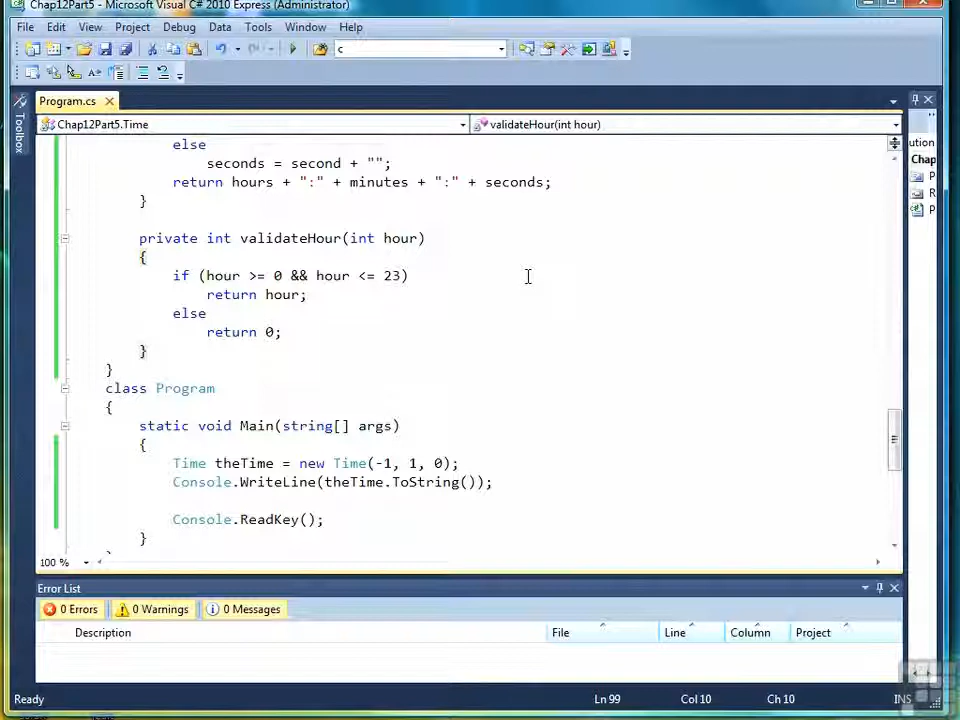 Chap12Part5 - Microsoft Visual C# 2010 Express (Administrator)
File Edit View Project Debug Data Tools Window Help
c
Program.cs
Chap12Part5.Time validateHour(int hour)
Toolbox
ution
Chap
P
R
P
else
seconds = second + "";
return hours + ":" + minutes + ":" + seconds;
}
private int validateHour(int hour)
{
if (hour >= 0 && hour <= 23)
return hour;
else
return 0;
}
}
class Program
{
static void Main(string[] args)
{
Time theTime = new Time(-1, 1, 0);
Console.WriteLine(theTime.ToString());
Console.ReadKey();
}
100 %
Error List
0 Errors 0 Warnings 0 Messages
Description File Line Column Project
Ready Ln 99 Col 10 Ch 10 INS